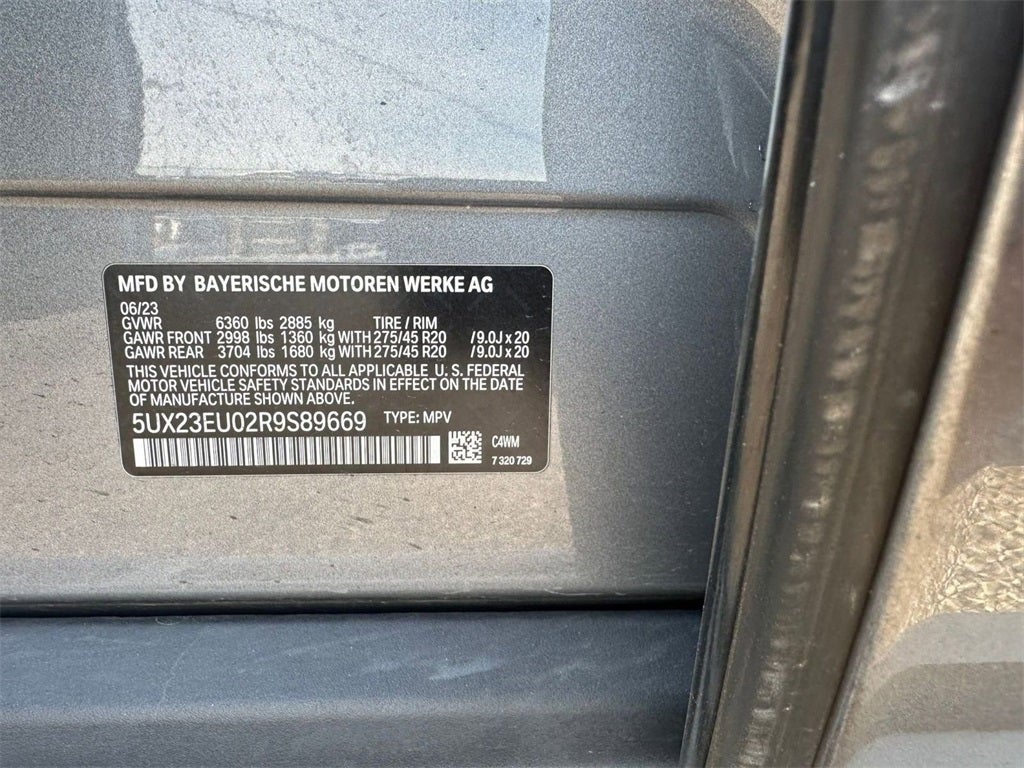 MFD BY BAYERISCHE MOTOREN WERKE AG
06/23
GVWR 6360 lbs 2885 kg TIRE / RIM
GAWR FRONT 2998 lbs 1360 kg WITH 275/45 R20 /9.0J x 20
GAWR REAR 3704 lbs 1680 kg WITH 275/45 R20 /9.0J x 20
THIS VEHICLE CONFORMS TO ALL APPLICABLE U. S. FEDERAL
MOTOR VEHICLE SAFETY STANDARDS IN EFFECT ON THE DATE
OF MANUFACTURE SHOWN ABOVE.
5UX23EU02R9S89669 TYPE: MPV
C4WM
7 320 729